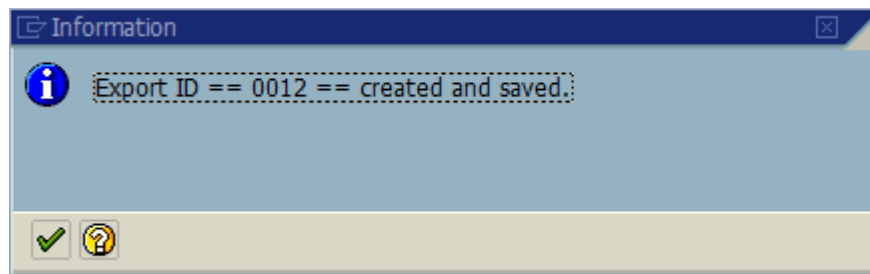 Information
Export ID == 0012 == created and saved.